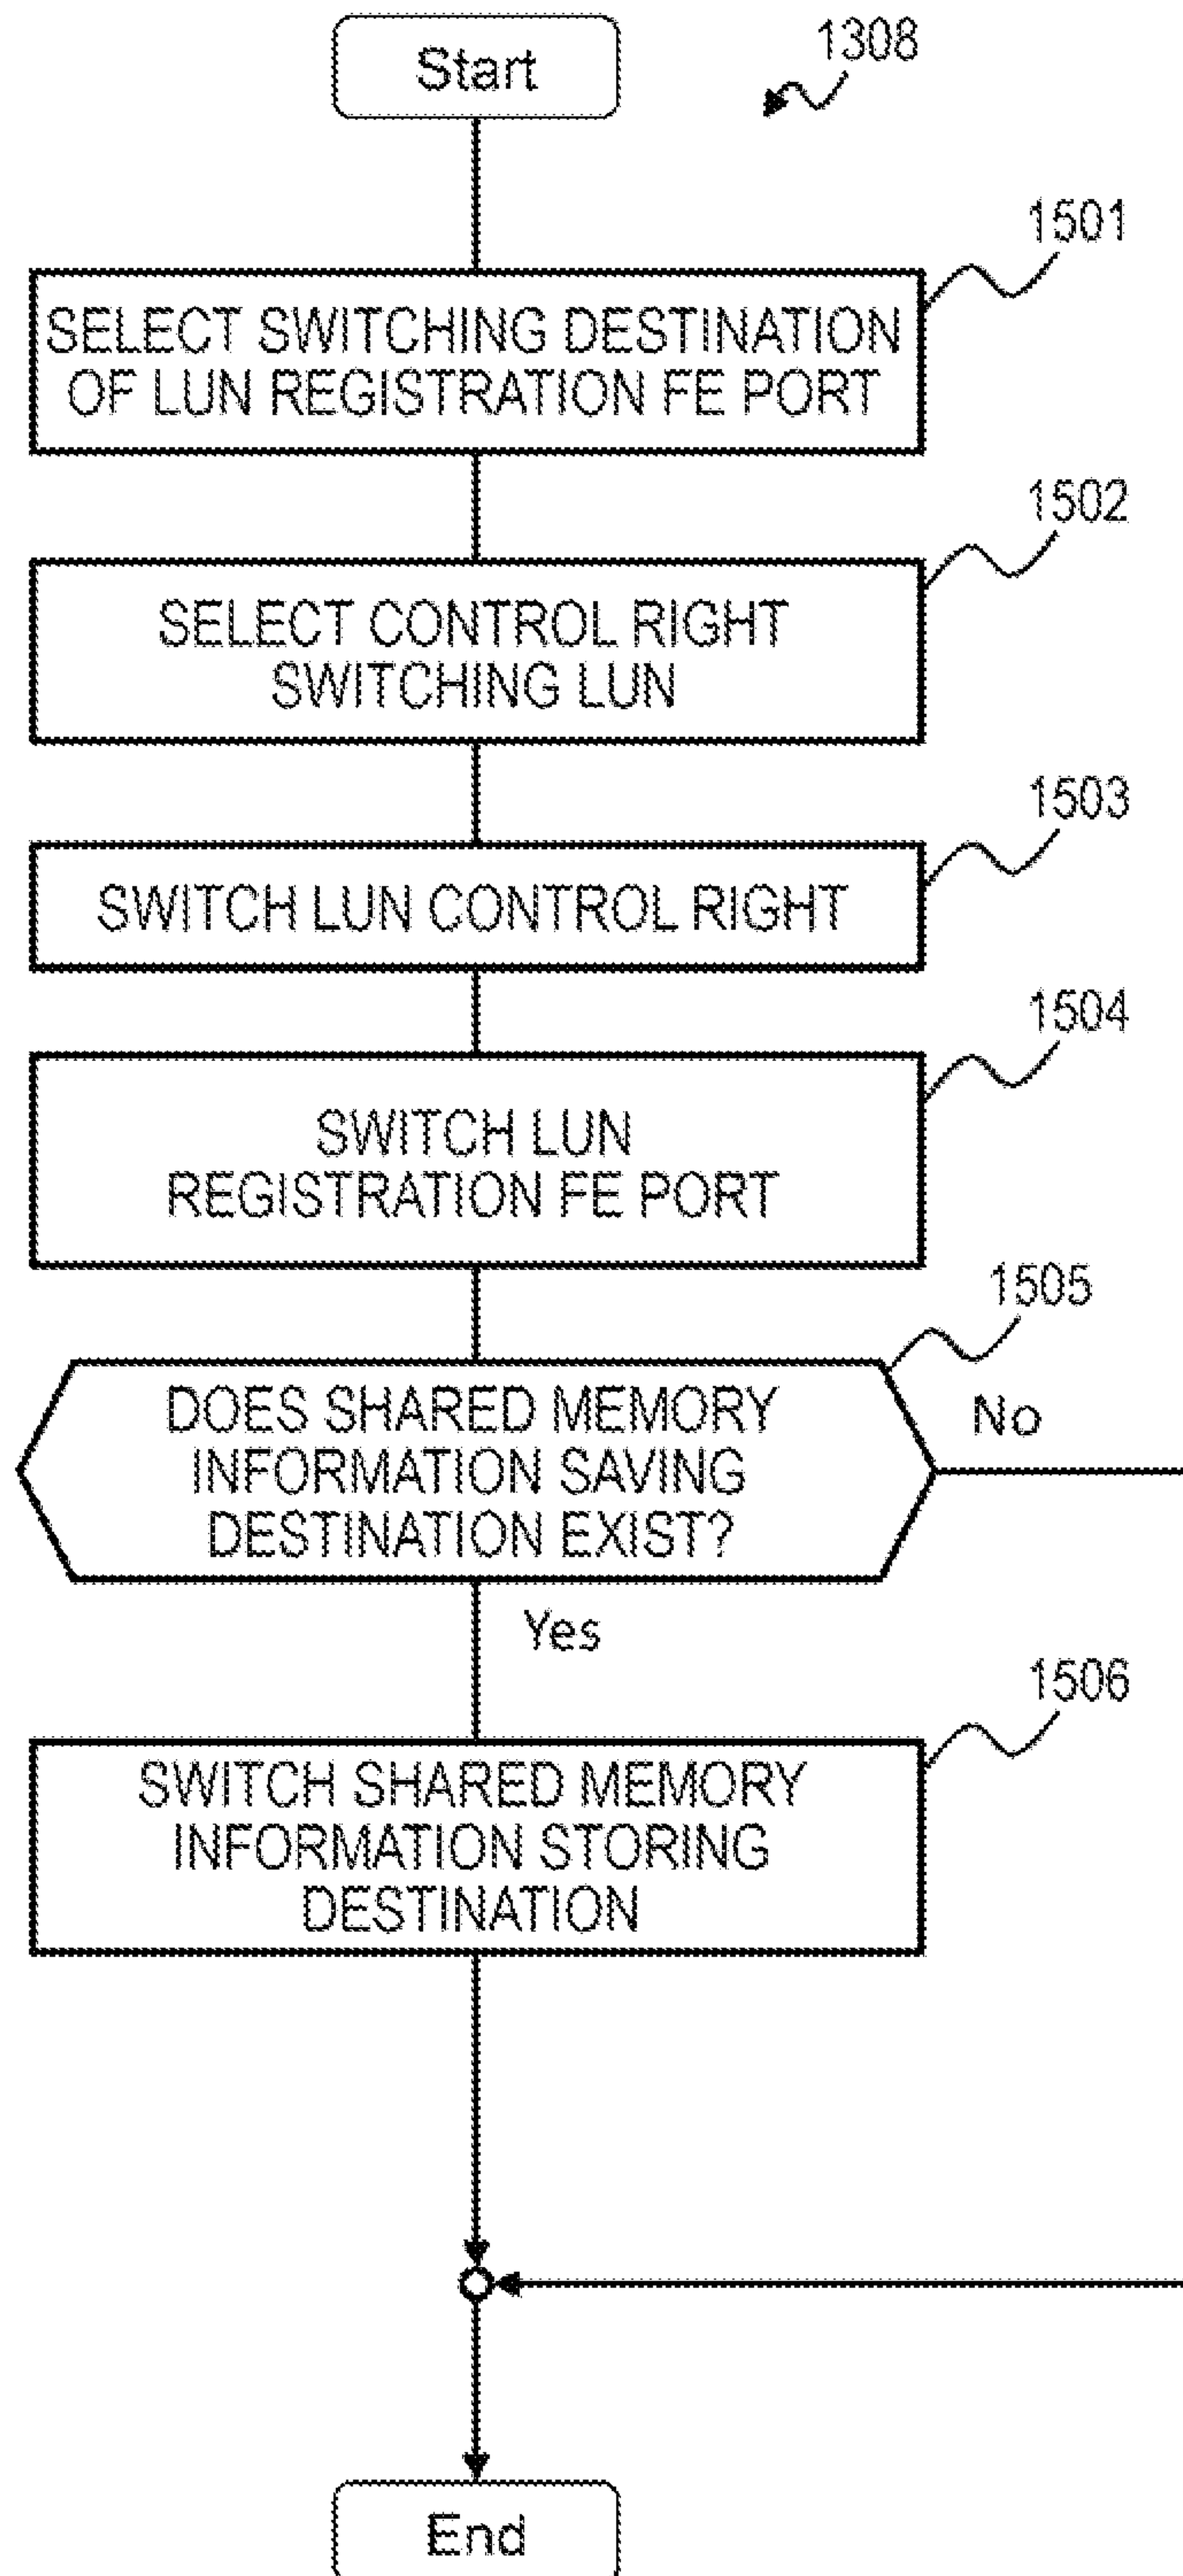 Start
1308
1501
SELECT SWITCHING DESTINATION
OF LUN REGISTRATION FE PORT
1502
SELECT CONTROL RIGHT
SWITCHING LUN
1503
SWITCH LUN CONTROL RIGHT
1504
SWITCH LUN
REGISTRATION FE PORT
1505
DOES SHARED MEMORY
INFORMATION SAVING
DESTINATION EXIST?
No
Yes
1506
SWITCH SHARED MEMORY
INFORMATION STORING
DESTINATION
End